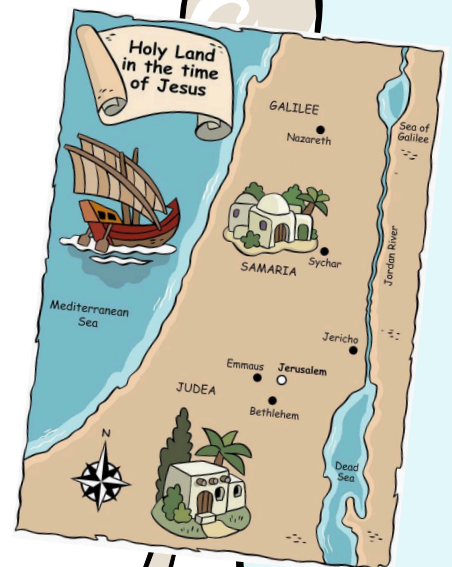 Holy Land
in the time
of Jesus
GALILEE
Nazareth
Sea of
Galilee
Jordan River
Sychar
SAMARIA
Mediterranean
Sea
Jericho
Emmaus
Jerusalem
JUDEA
Bethlehem
N
Dead
Sea